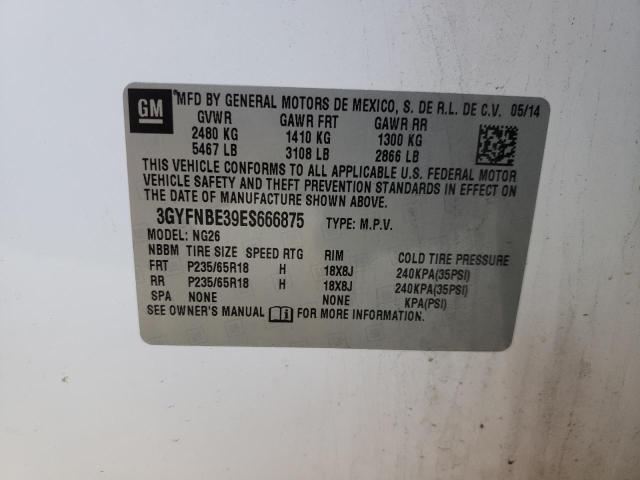 GM
MFD BY GENERAL MOTORS DE MEXICO, S. DE R.L. DE C.V. 05/14
GVWR GAWR FRT GAWR RR
2480 KG 1410 KG 1300 KG
5467 LB 3108 LB 2866 LB
THIS VEHICLE CONFORMS TO ALL APPLICABLE U.S. FEDERAL MOTOR
VEHICLE SAFETY AND THEFT PREVENTION STANDARDS IN EFFECT ON
THE DATE OF MANUFACTURE SHOWN ABOVE.
3GYFNBE39ES666875 TYPE: M.P.V.
MODEL: NG26
NBBM TIRE SIZE SPEED RTG RIM COLD TIRE PRESSURE
FRT P235/65R18 H 18X8J 240KPA(35PSI)
RR P235/65R18 H 18X8J 240KPA(35PSI)
SPA NONE NONE KPA(PSI)
SEE OWNER'S MANUAL FOR MORE INFORMATION.